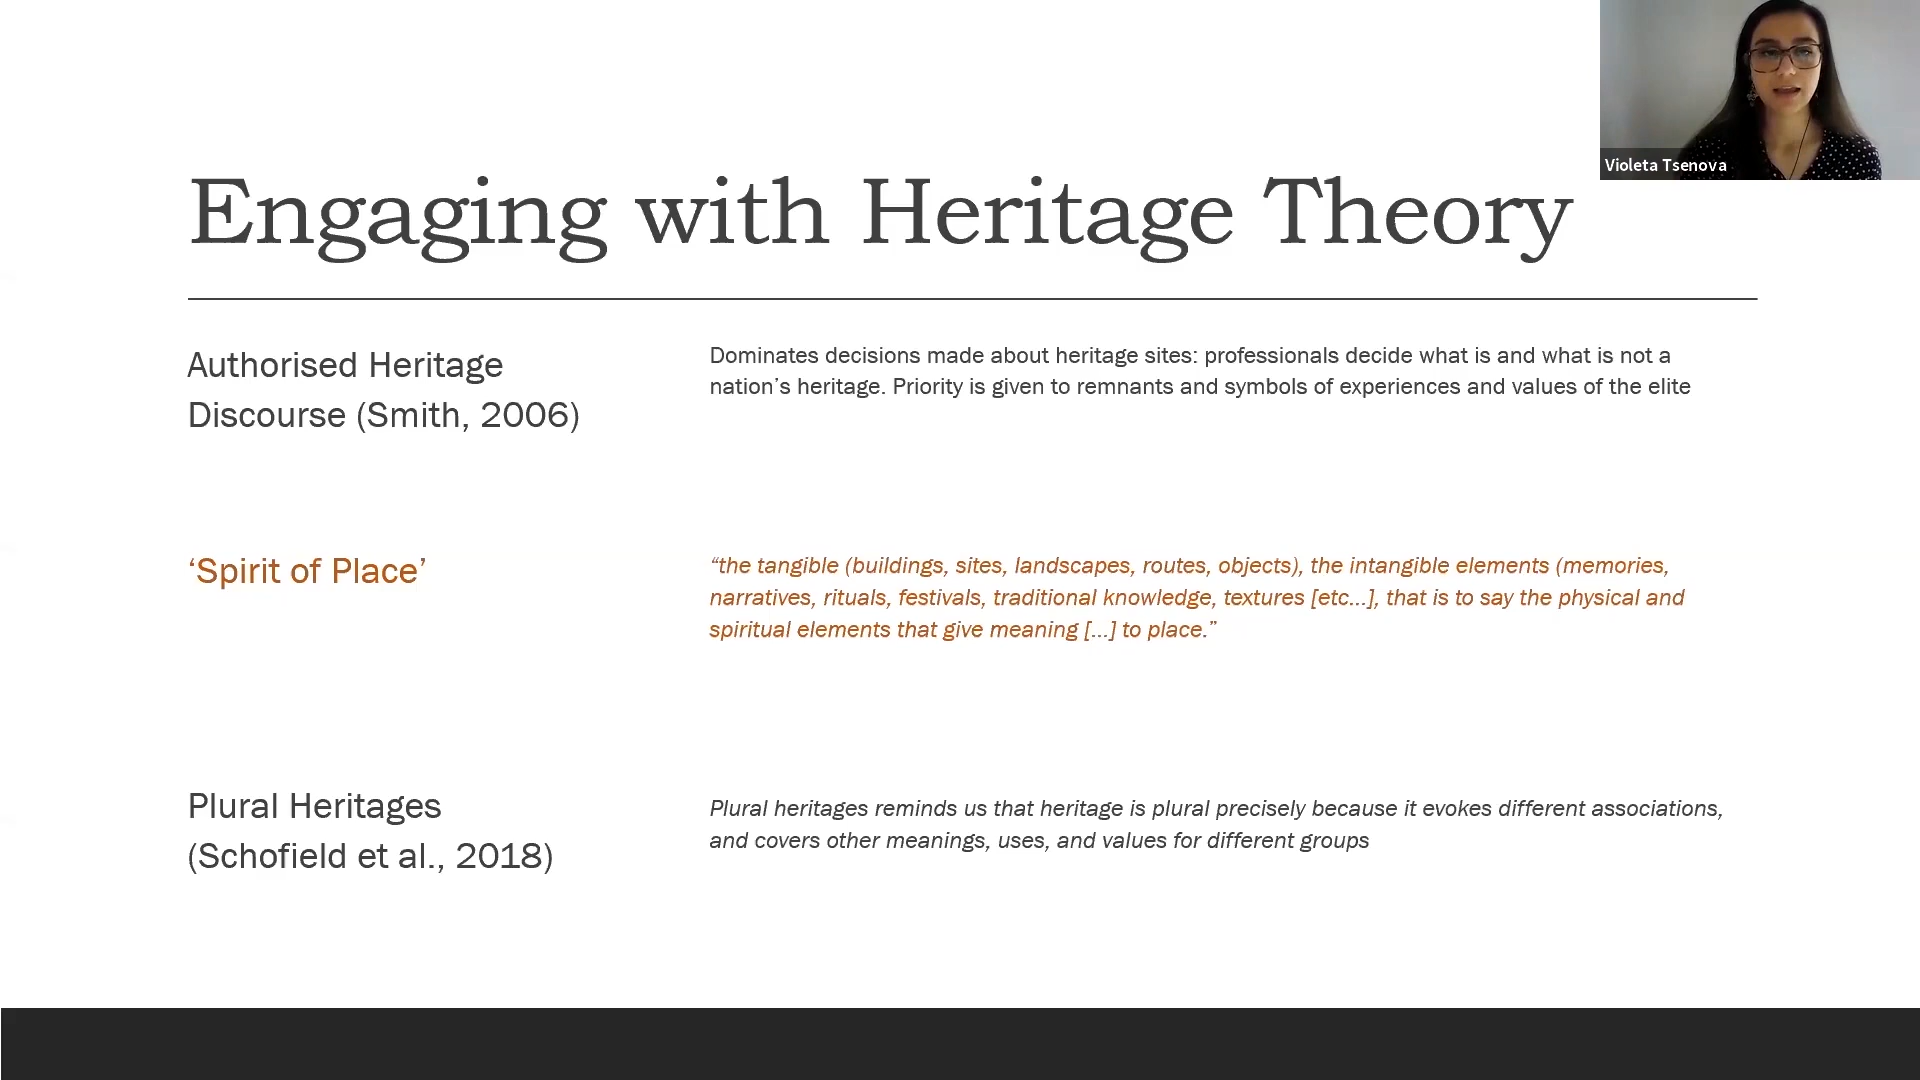 Violeta Tsenova
Engaging with Heritage Theory
Authorised Heritage
Discourse (Smith, 2006)
Dominates decisions made about heritage sites: professionals decide what is and what is not a
nation’s heritage. Priority is given to remnants and symbols of experiences and values of the elite
‘Spirit of Place’
“the tangible (buildings, sites, landscapes, routes, objects), the intangible elements (memories,
narratives, rituals, festivals, traditional knowledge, textures [etc…], that is to say the physical and
spiritual elements that give meaning […] to place.”
Plural Heritages
(Schofield et al., 2018)
Plural heritages reminds us that heritage is plural precisely because it evokes different associations,
and covers other meanings, uses, and values for different groups